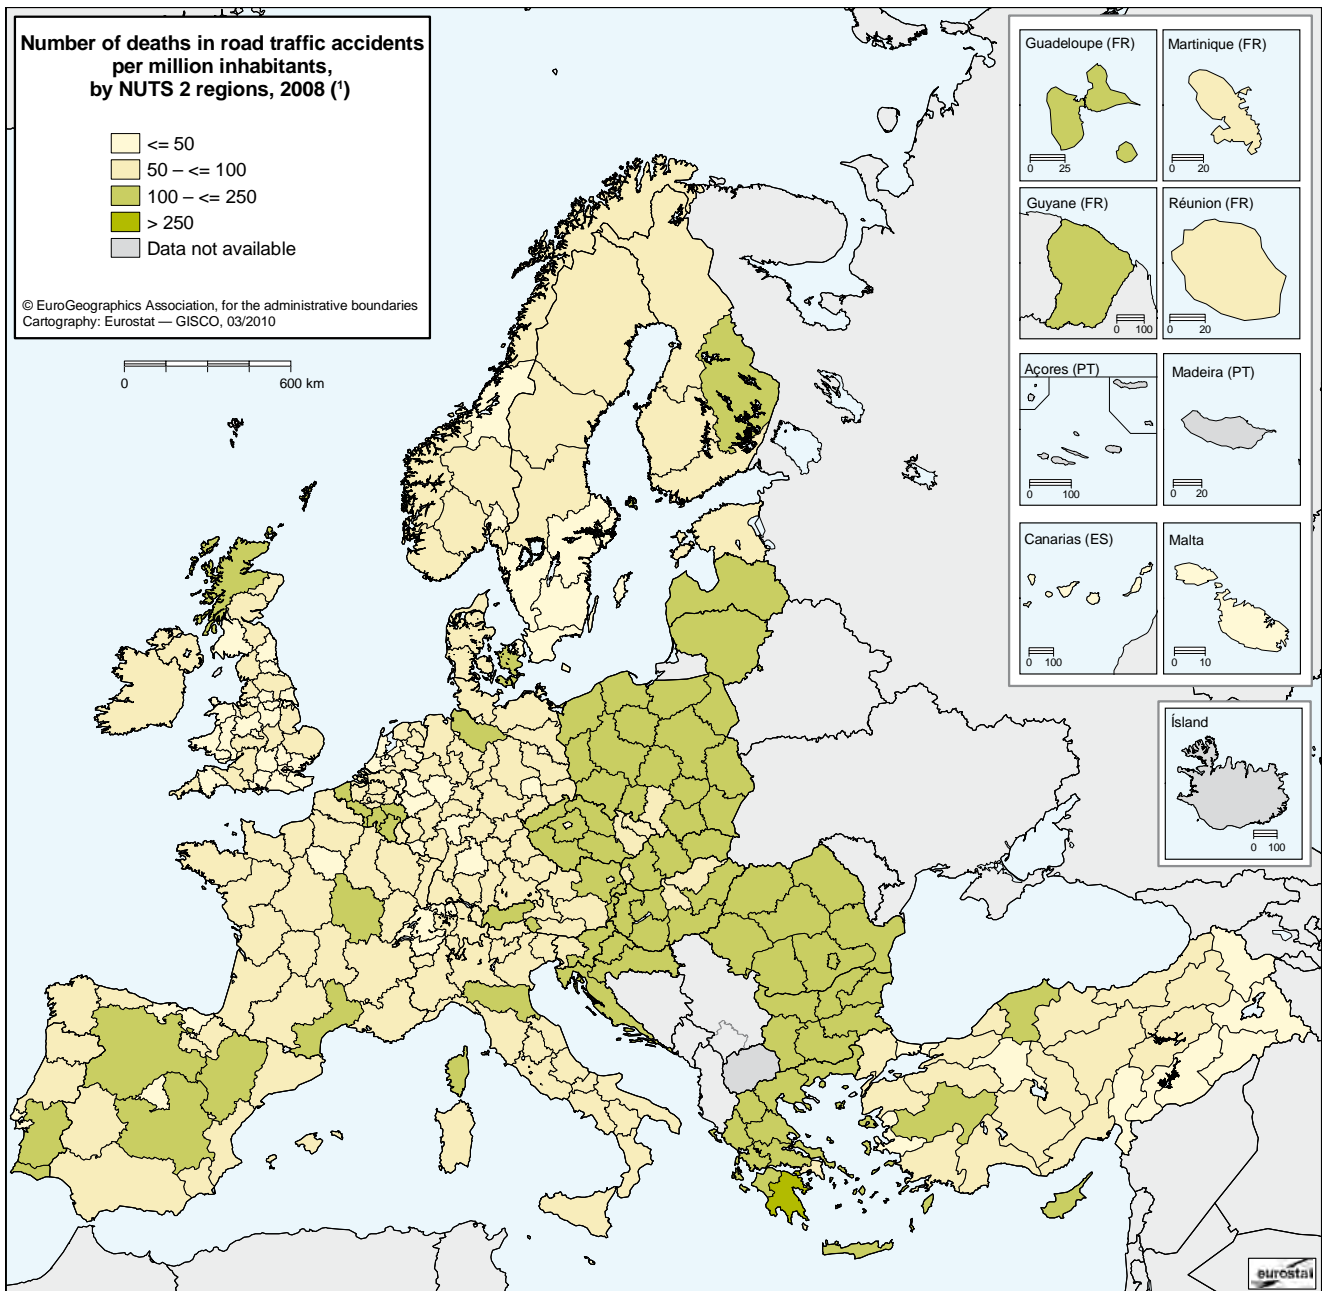 Number of deaths in road traffic accidents
per million inhabitants,
by NUTS 2 regions, 2008 (¹)
<= 50
50 – <= 100
100 – <= 250
> 250
Data not available
© EuroGeographics Association, for the administrative boundaries
Cartography: Eurostat — GISCO, 03/2010
0 600 km
Guadeloupe (FR)
0 25
Martinique (FR)
0 20
Guyane (FR)
0 100
Réunion (FR)
0 20
Açores (PT)
0 100
Madeira (PT)
0 20
Canarias (ES)
0 100
Malta
0 10
Ísland
0 100
eurostat